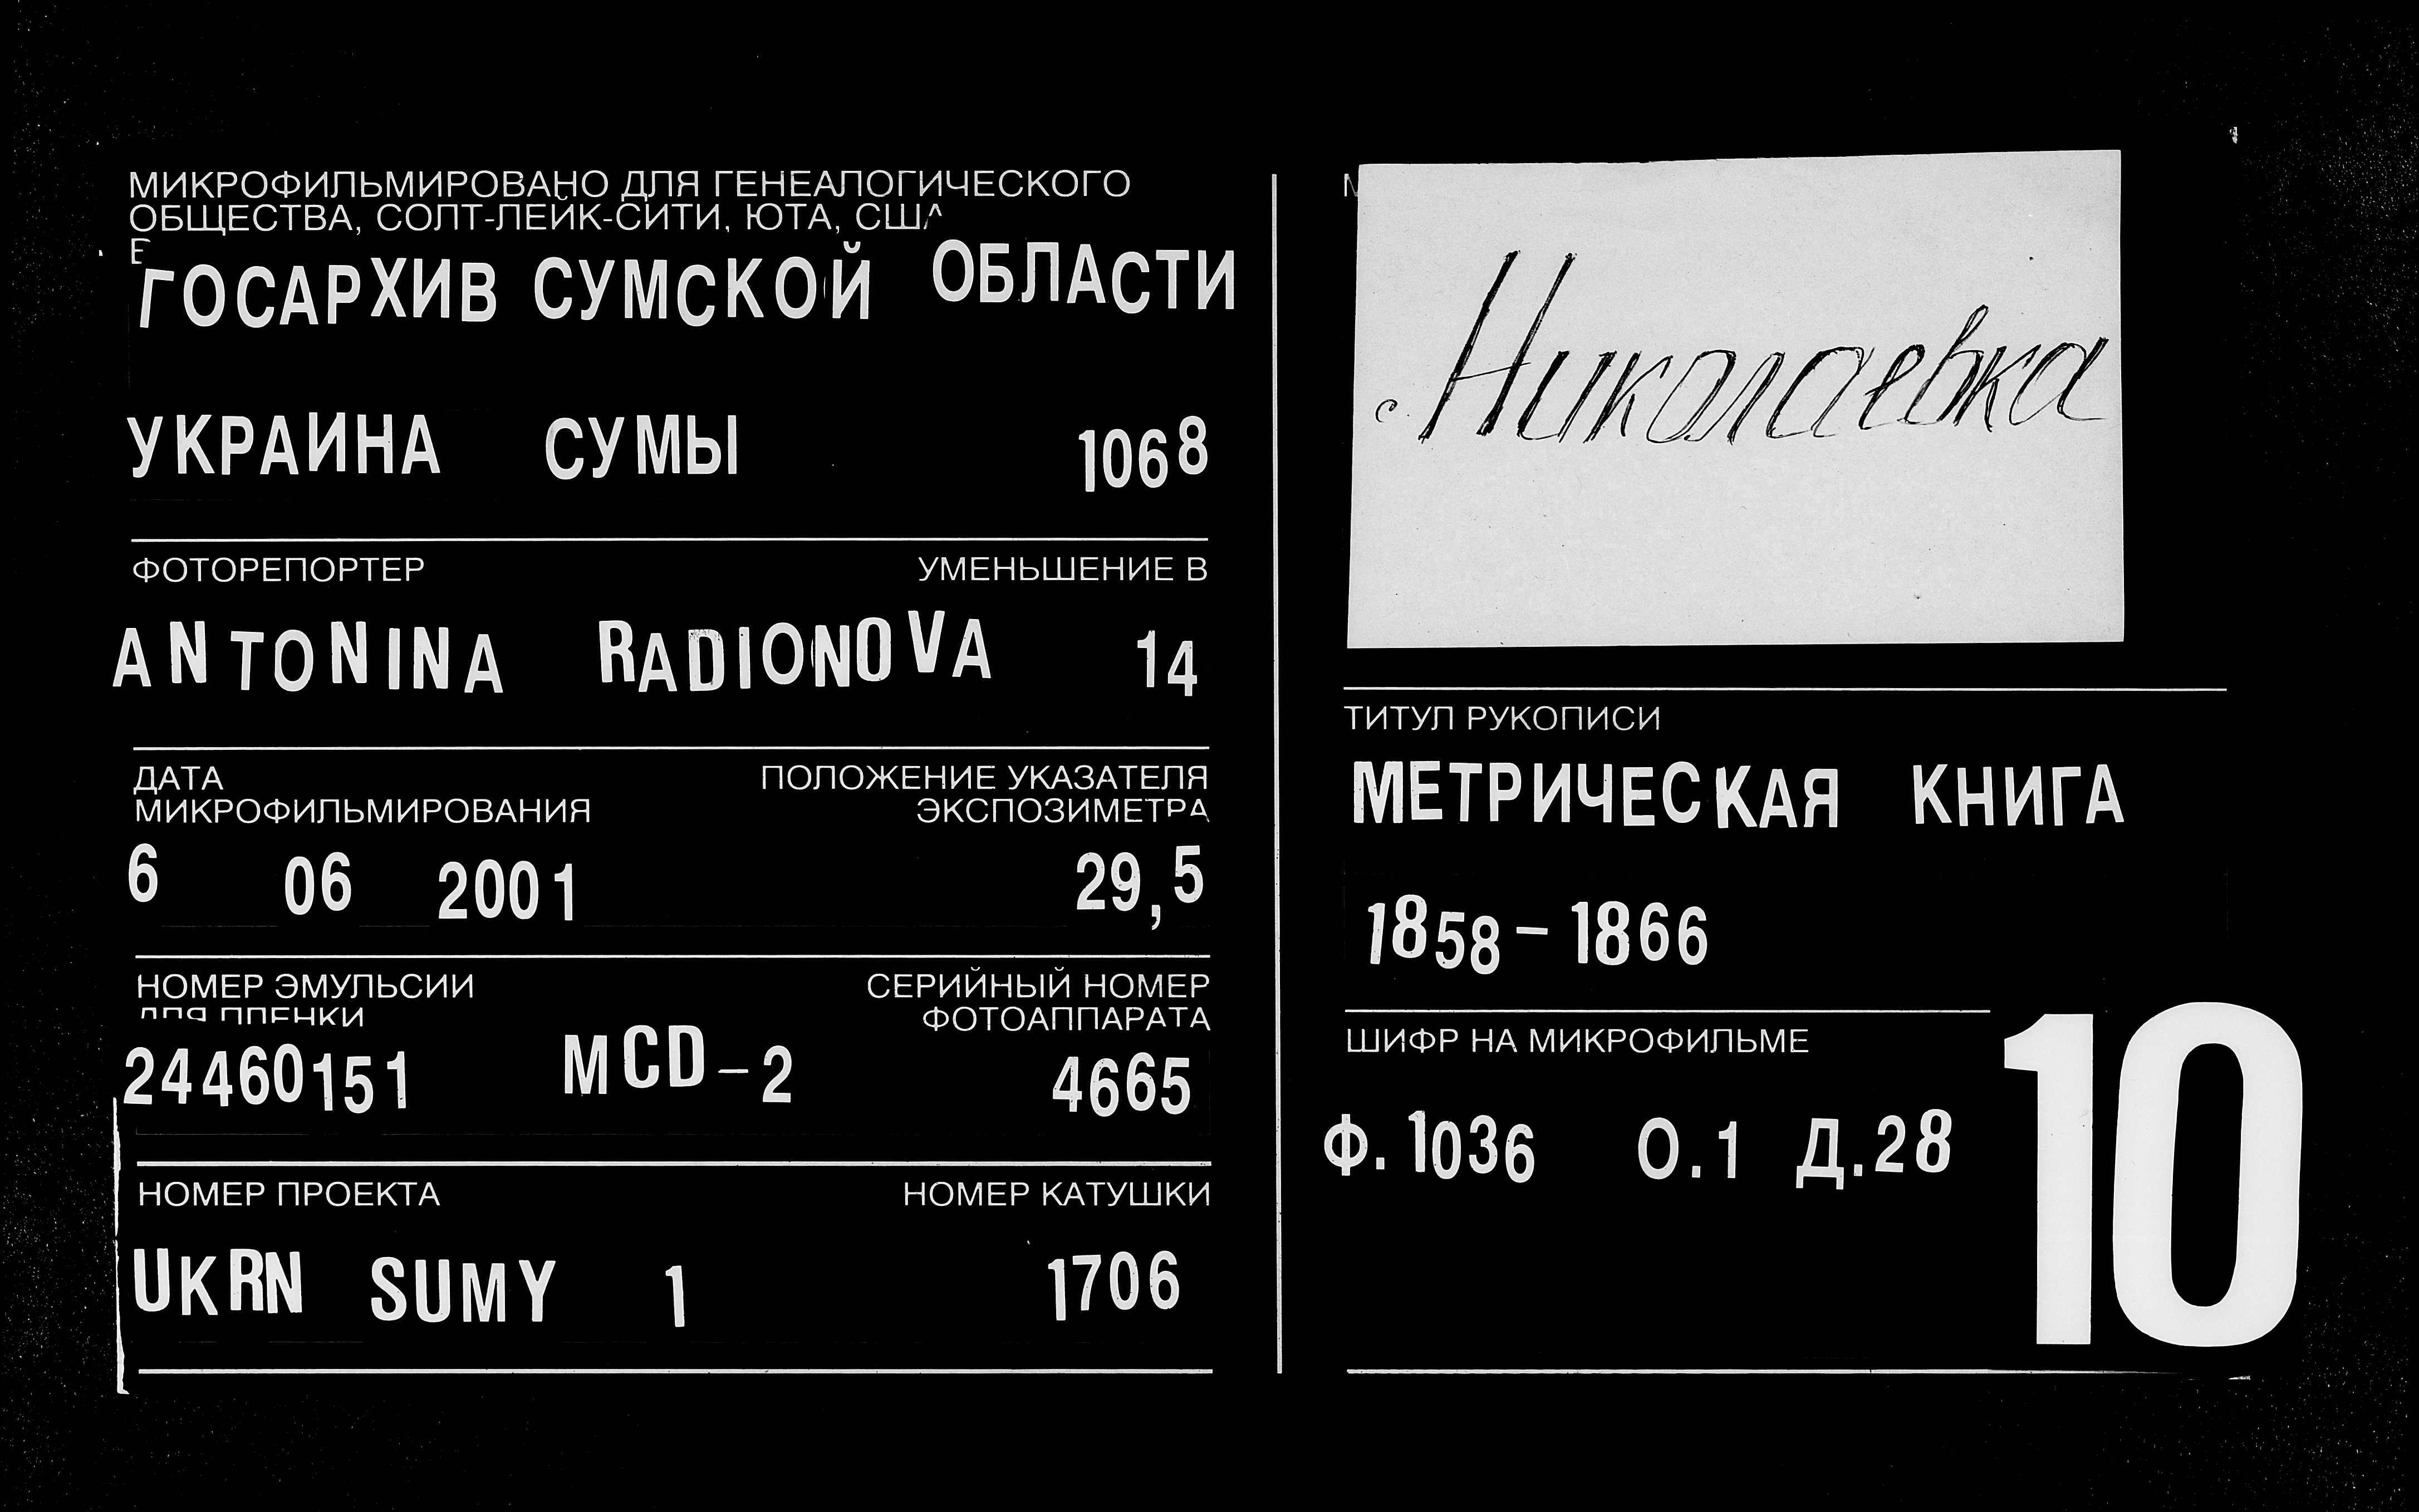 МИКРОФИЛЬМИРОВАНО ДЛЯ ГЕНЕАЛОГИЧЕСКОГО
ОБЩЕСТВА, СОЛТ-ЛЕЙК-СИТИ, ЮТА, США
ГОСАРХИВ СУМСКОЙ ОБЛАСТИ
УКРАИНА СУМЫ 1068
ФОТОРЕПОРТЕР УМЕНЬШЕНИЕ В
ANTONINA RADIONOVA 14
ДАТА ПОЛОЖЕНИЕ УКАЗАТЕЛЯ
МИКРОФИЛЬМИРОВАНИЯ ЭКСПОЗИМЕТРА
6 06 2001 29,5
НОМЕР ЭМУЛЬСИИ СЕРИЙНЫЙ НОМЕР
ДЛЯ ПЛЕНКИ ФОТОАППАРАТА
24460151 MCD-2 4665
НОМЕР ПРОЕКТА НОМЕР КАТУШКИ
UKRN SUMY 1 1706
с. Николаевка
ТИТУЛ РУКОПИСИ
МЕТРИЧЕСКАЯ КНИГА
1858-1866
ШИФР НА МИКРОФИЛЬМЕ
Ф. 1036 О.1 Д.28
10